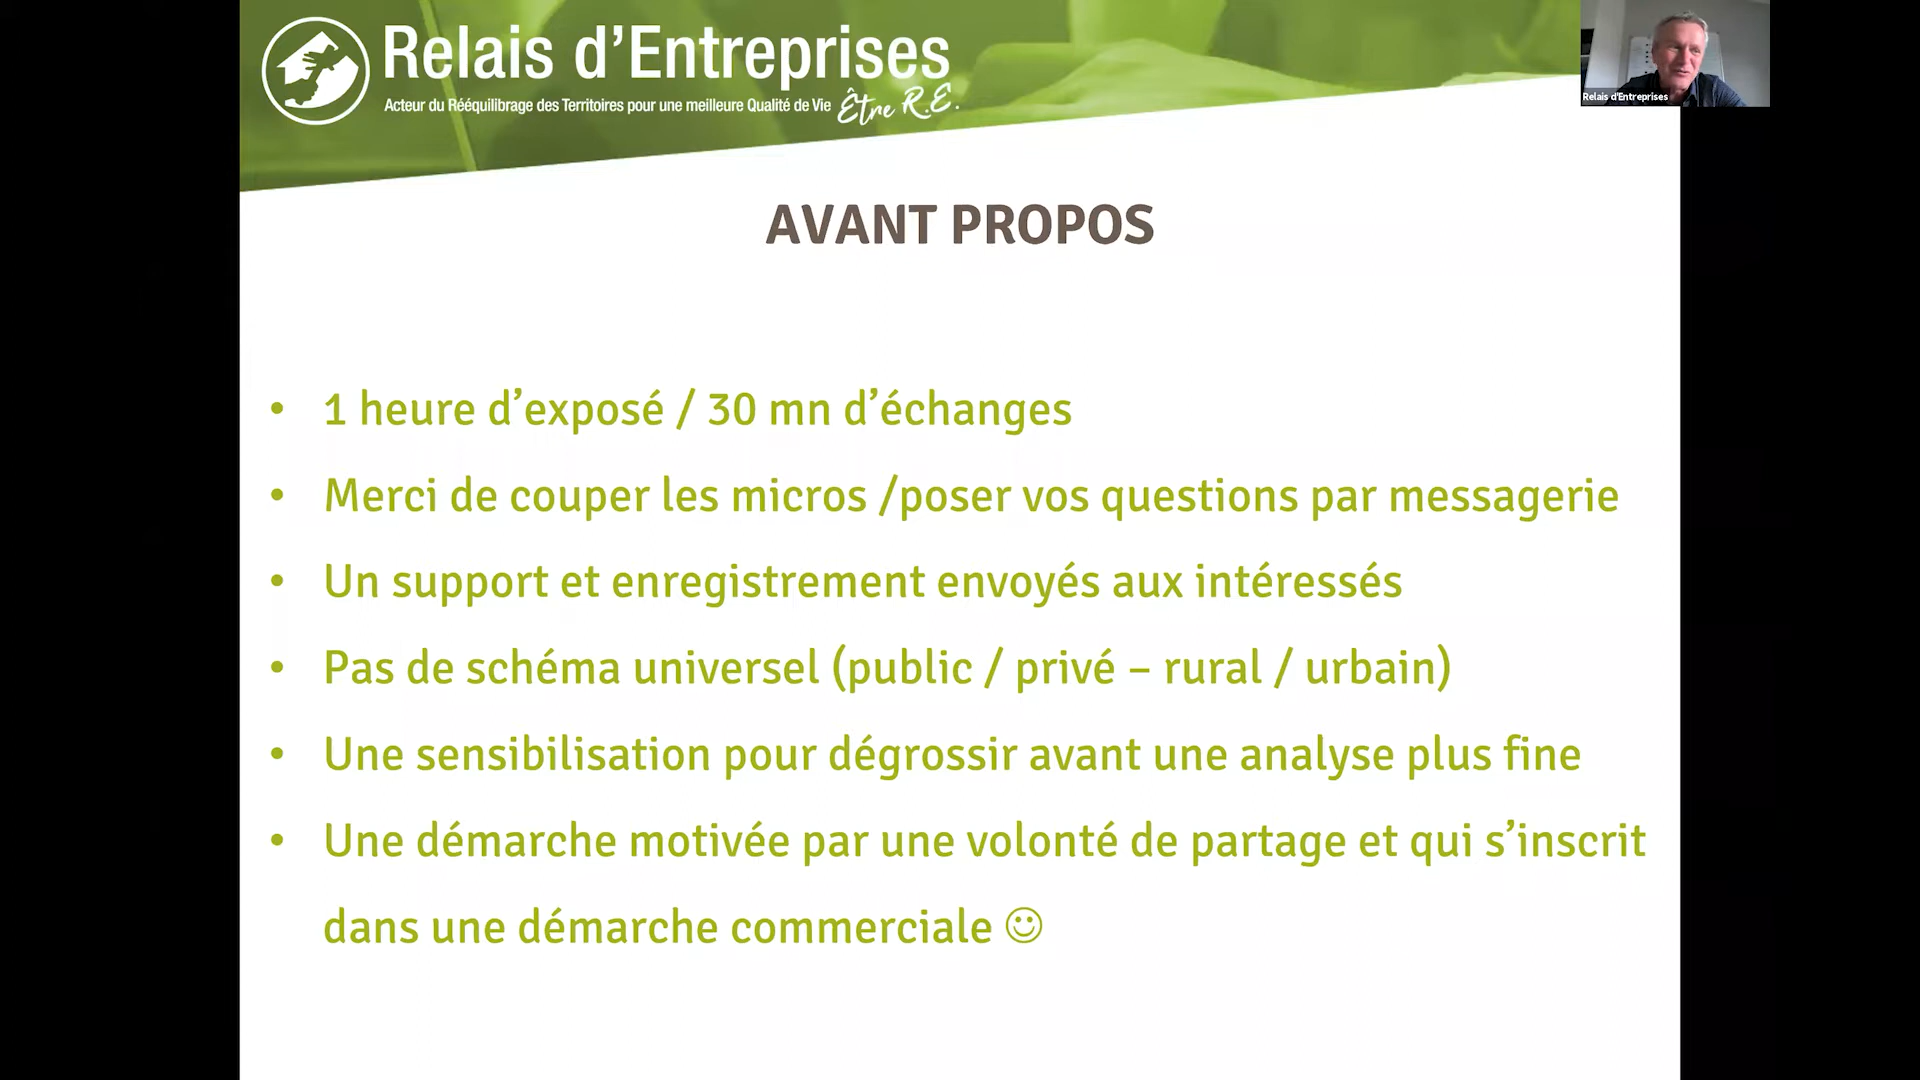 Relais d’Entreprises
Acteur du Rééquilibrage des Territoires pour une meilleure Qualité de Vie Être R.E.
Relais d'Entreprises
AVANT PROPOS
• 1 heure d’exposé / 30 mn d’échanges
• Merci de couper les micros /poser vos questions par messagerie
• Un support et enregistrement envoyés aux intéressés
• Pas de schéma universel (public / privé – rural / urbain)
• Une sensibilisation pour dégrossir avant une analyse plus fine
• Une démarche motivée par une volonté de partage et qui s’inscrit
dans une démarche commerciale ☺